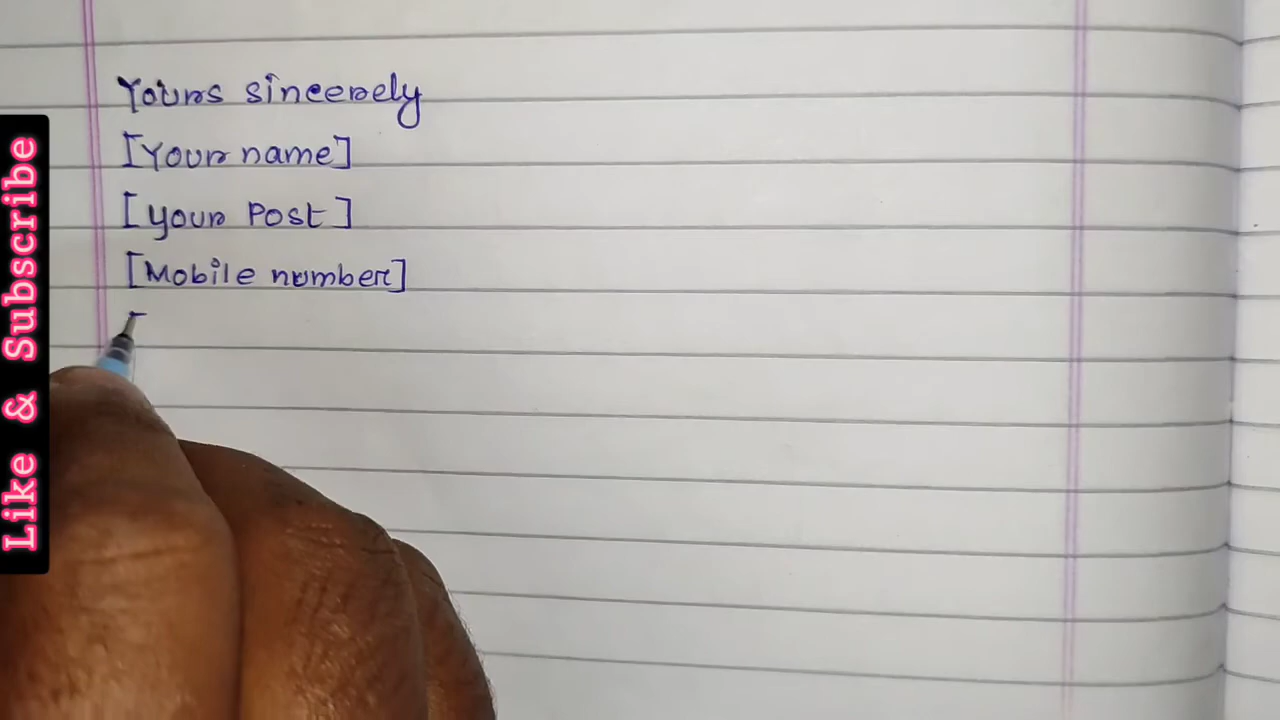 Yours sincerely
[Your name]
[your Post]
[Mobile number]
Like & Subscribe